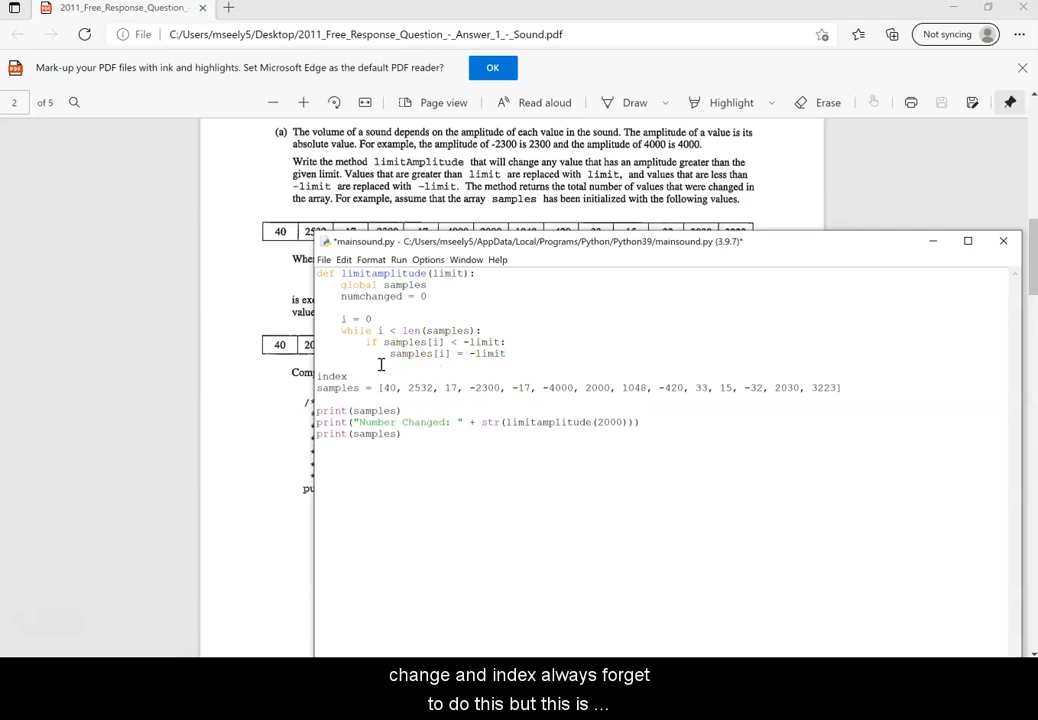 2011_Free_Response_Question_-
File C:/Users/mseely5/Desktop/2011_Free_Response_Question_-_Answer_1_-_Sound.pdf Not syncing
Mark-up your PDF files with ink and highlights. Set Microsoft Edge as the default PDF reader? OK
2 of 5 Page view Read aloud Draw Highlight Erase
(a) The volume of a sound depends on the amplitude of each value in the sound. The amplitude of a value is its
absolute value. For example, the amplitude of -2300 is 2300 and the amplitude of 4000 is 4000.
Write the method limitAmplitude that will change any value that has an amplitude greater than the
given limit. Values that are greater than limit are replaced with limit, and values that are less than
-limit are replaced with -limit. The method returns the total number of values that were changed in
the array. For example, assume that the array samples has been initialized with the following values.
40
*mainsound.py - C:/Users/mseely5/AppData/Local/Programs/Python/Python39/mainsound.py (3.9.7)*
File Edit Format Run Options Window Help
def limitamplitude(limit):
global samples
numchanged = 0
i = 0
while i < len(samples):
if samples[i] < -limit:
samples[i] = -limit
index
samples = [40, 2532, 17, -2300, -17, -4000, 2000, 1048, -420, 33, 15, -32, 2030, 3223]
print(samples)
print("Number Changed: " + str(limitamplitude(2000)))
print(samples)
is
40
/*
change and index always forget
to do this but this is ...